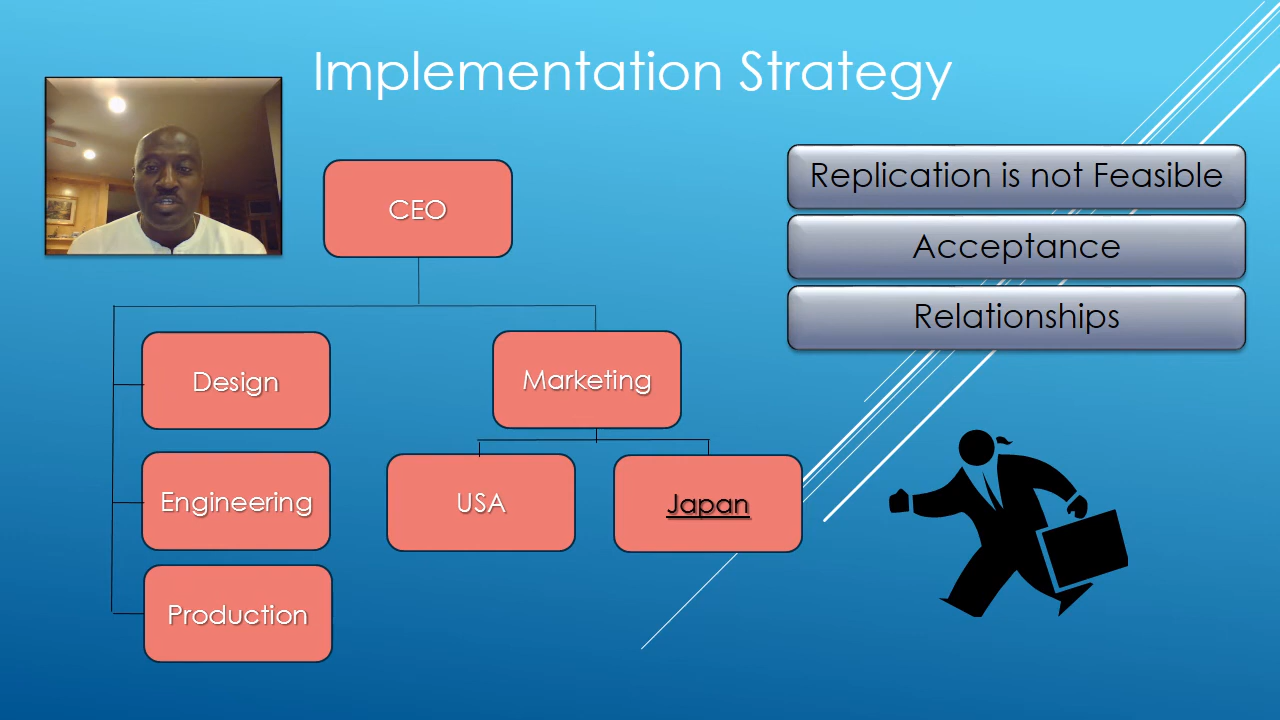 Implementation Strategy
CEO
Design
Marketing
Engineering
USA
Japan
Production
Replication is not Feasible
Acceptance
Relationships